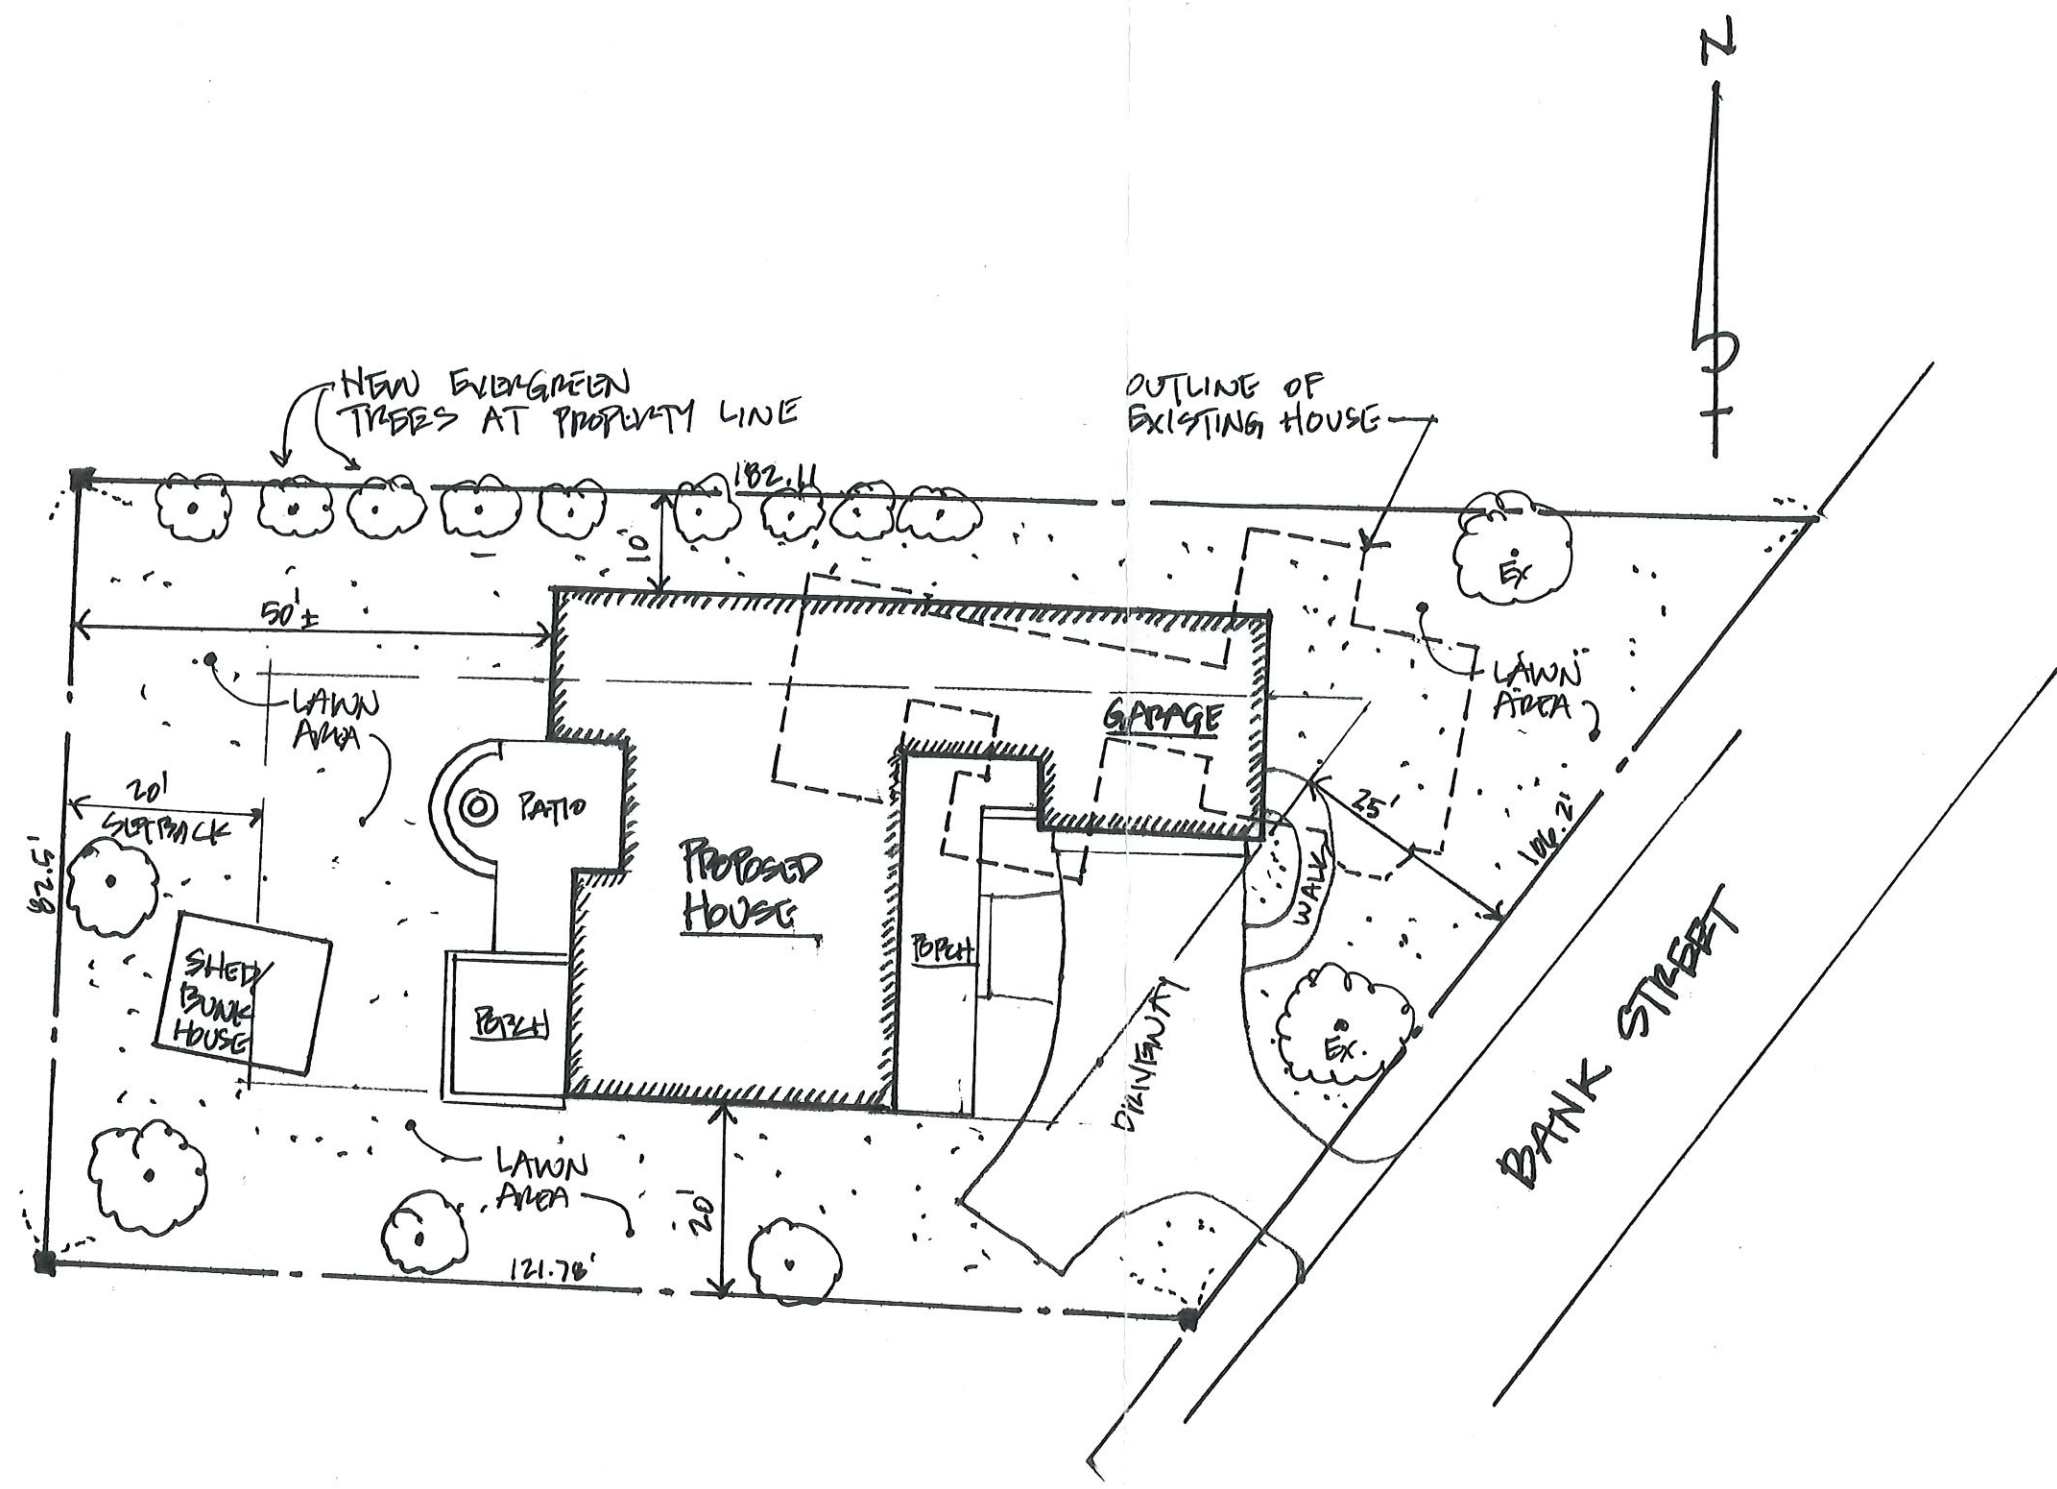 N
NEW EVERGREEN
TREES AT PROPERTY LINE
OUTLINE OF
EXISTING HOUSE
182.11
10'
EX
50'±
LAWN
AREA
LAWN
AREA
GARAGE
20'
SETBACK
PATIO
25'
106.2'
82.5'
PROPOSED
HOUSE
WALK
PORCH
SHED/
BUNK
HOUSE
PORCH
DRIVEWAY
EX.
BANK STREET
LAWN
AREA
20'
121.78'